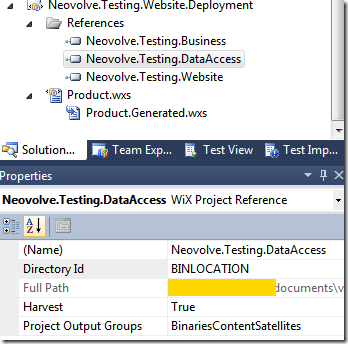 Neovolve.Testing.Website.Deployment
References
Neovolve.Testing.Business
Neovolve.Testing.DataAccess
Neovolve.Testing.Website
Product.wxs
Product.Generated.wxs
Solution... Team Exp... Test View Test Imp...
Properties
Neovolve.Testing.DataAccess WiX Project Reference
(Name) Neovolve.Testing.DataAccess
Directory Id BINLOCATION
Full Path documents\v
Harvest True
Project Output Groups BinariesContentSatellites